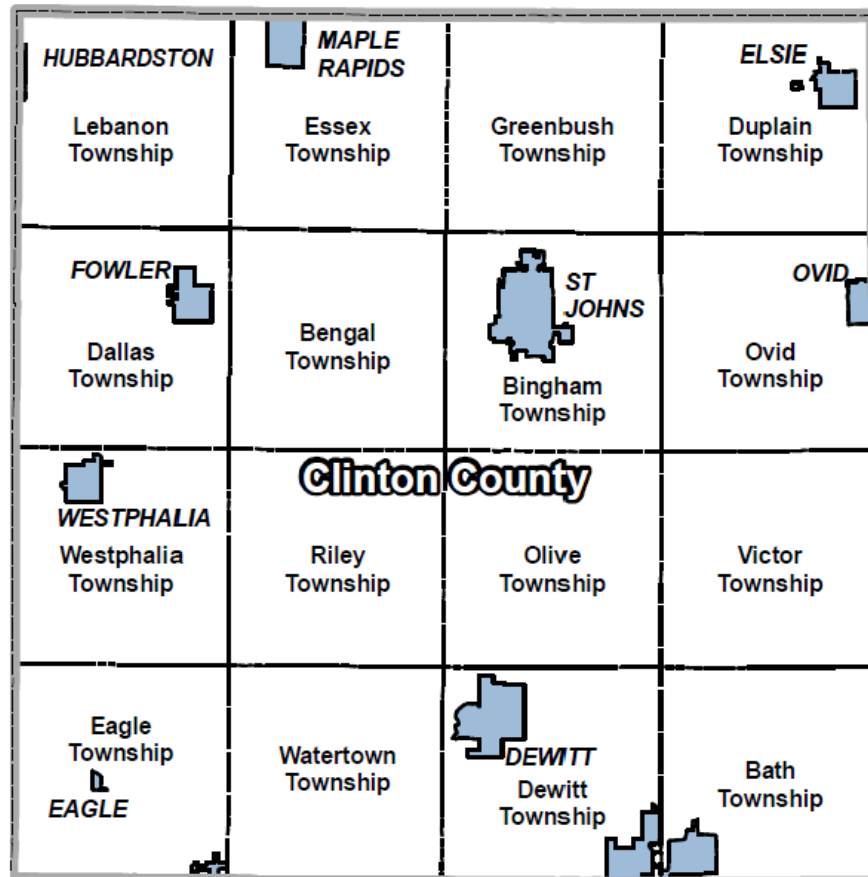 HUBBARDSTON
MAPLE
RAPIDS
ELSIE
Lebanon
Township
Essex
Township
Greenbush
Township
Duplain
Township
FOWLER
ST
JOHNS
OVID
Dallas
Township
Bengal
Township
Bingham
Township
Ovid
Township
Clinton County
WESTPHALIA
Westphalia
Township
Riley
Township
Olive
Township
Victor
Township
Eagle
Township
EAGLE
Watertown
Township
DEWITT
Dewitt
Township
Bath
Township